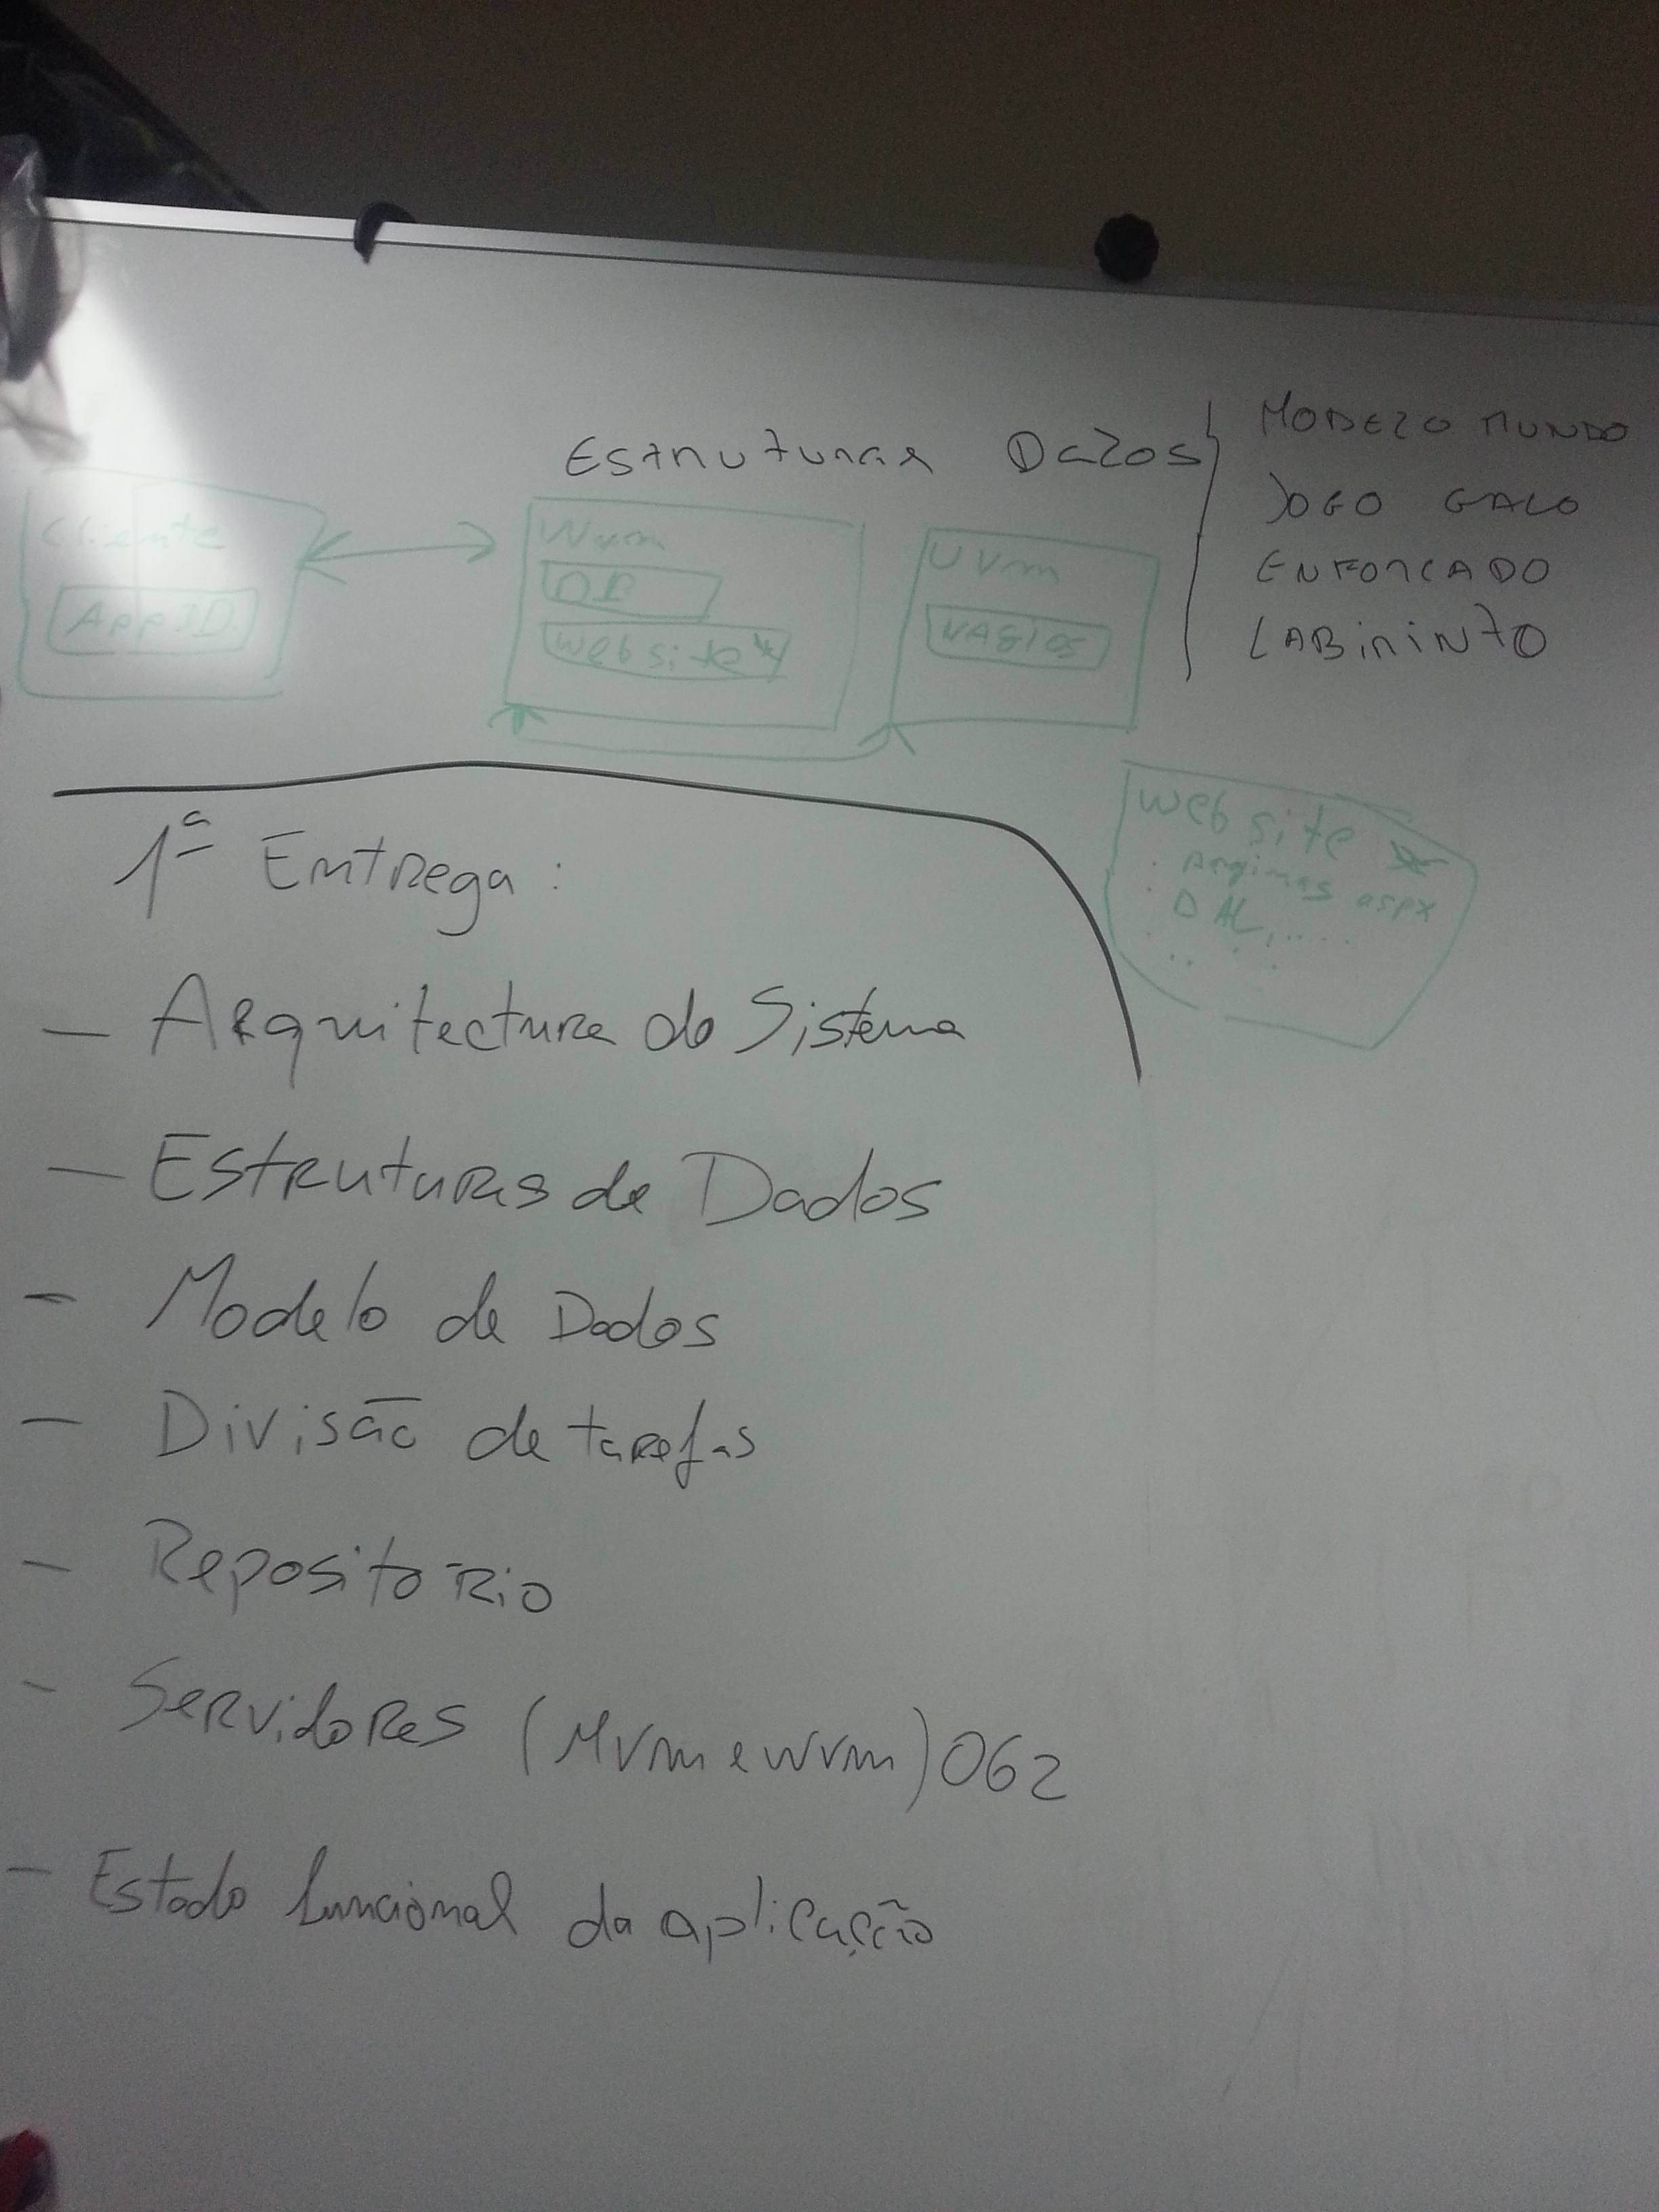 Estruturas Dados
MODELO MUNDO
JOGO GALO
ENFORCADO
LABIRINTO
Cliente
App3D
Wvm
website*
UVm
NAGIOS
website *
. paginas aspx
. DAL, ....
1ª Entrega :
- Arquitectura do Sistema
- Estruturas de Dados
- Modelo de Dados
- Divisão de tarefas
- Repositório
- Servidores (MVm e wvm) 062
- Estado funcional da aplicação